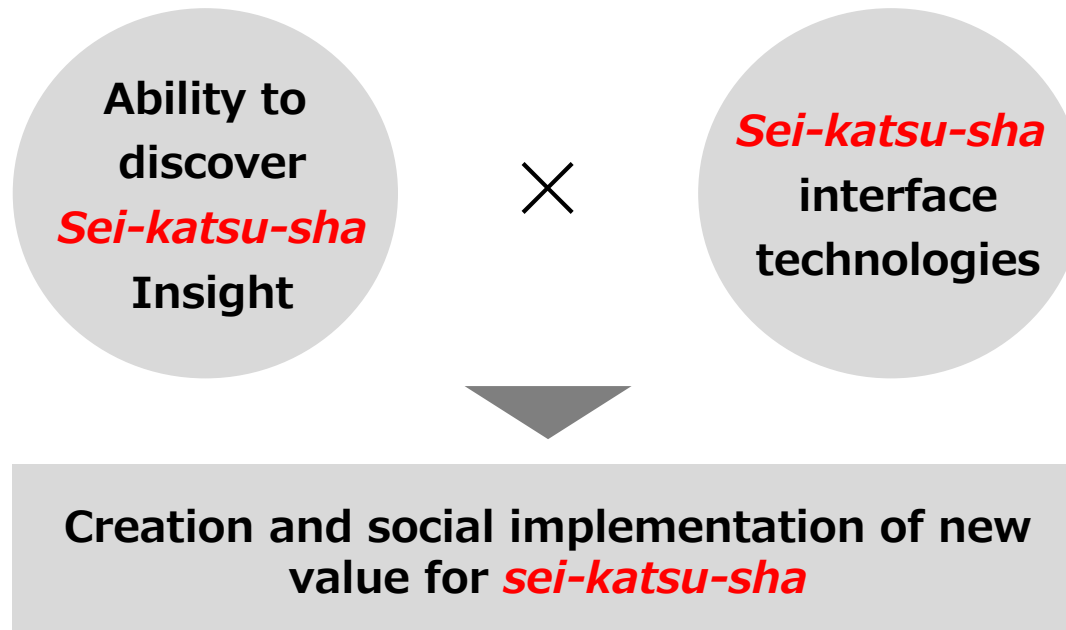 Ability to
discover
Sei-katsu-sha
Insight
×
Sei-katsu-sha
interface
technologies
Creation and social implementation of new
value for sei-katsu-sha